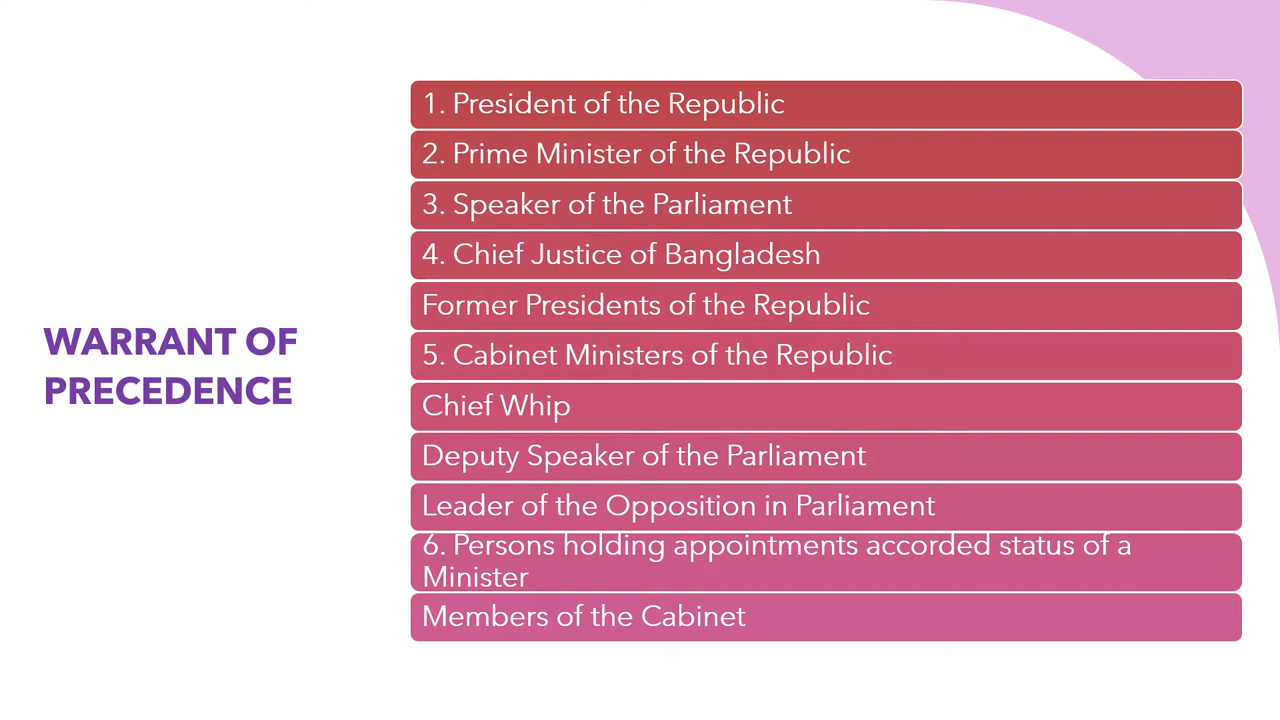 WARRANT OF
PRECEDENCE
1. President of the Republic
2. Prime Minister of the Republic
3. Speaker of the Parliament
4. Chief Justice of Bangladesh
Former Presidents of the Republic
5. Cabinet Ministers of the Republic
Chief Whip
Deputy Speaker of the Parliament
Leader of the Opposition in Parliament
6. Persons holding appointments accorded status of a
Minister
Members of the Cabinet